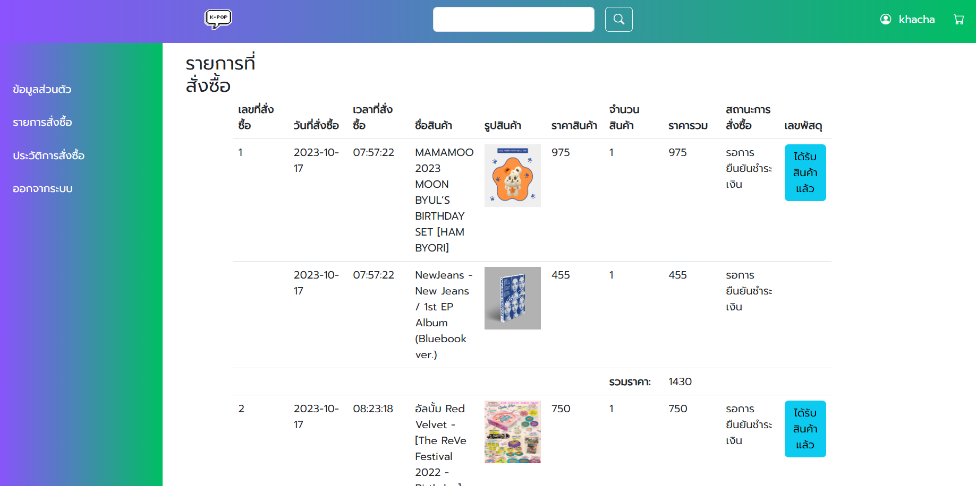 K-POP
khacha
ข้อมูลส่วนตัว
รายการสั่งซื้อ
ประวัติการสั่งซื้อ
ออกจากระบบ
รายการที่
สั่งซื้อ
เลขที่สั่ง
ซื้อ
วันที่สั่งซื้อ
เวลาที่สั่ง
ซื้อ
ชื่อสินค้า
รูปสินค้า
ราคาสินค้า
จำนวน
สินค้า
ราคารวม
สถานะการ
สั่งซื้อ
เลขพัสดุ
1
2023-10-
17
07:57:22
MAMAMOO
2023
MOON
BYUL'S
BIRTHDAY
SET [HAM
BYORI]
975
1
975
รอการ
ยืนยันชำระ
เงิน
ได้รับ
สินค้า
แล้ว
2023-10-
17
07:57:22
NewJeans -
New Jeans
/ 1st EP
Album
(Bluebook
ver.)
455
1
455
รอการ
ยืนยันชำระ
เงิน
รวมราคา:
1430
2
2023-10-
17
08:23:18
อัลบั้ม Red
Velvet -
[The ReVe
Festival
2022 -
750
1
750
รอการ
ยืนยันชำระ
เงิน
ได้รับ
สินค้า
แล้ว